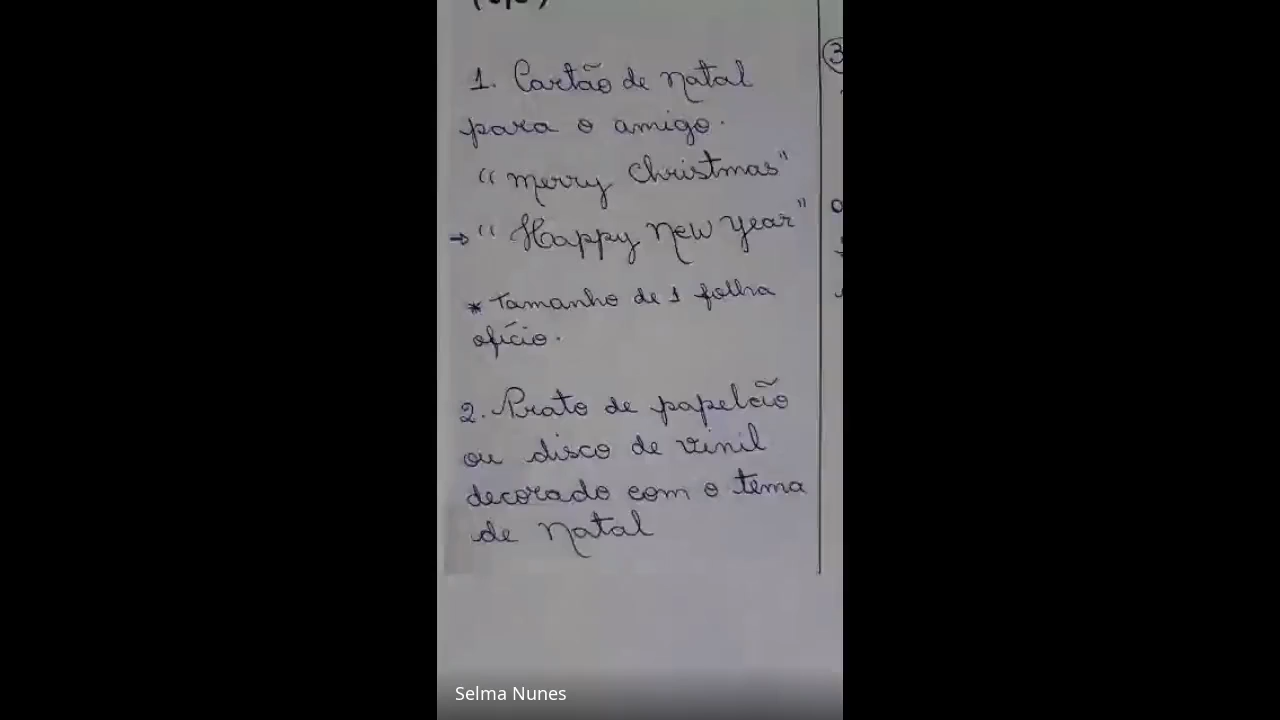 1. Cartão de natal
para o amigo.
"merry Christmas"
→ "Happy New Year"
* Tamanho de 1 folha
ofício.
2. Prato de papelão
ou disco de vinil
decorado com o tema
de natal
3
Selma Nunes